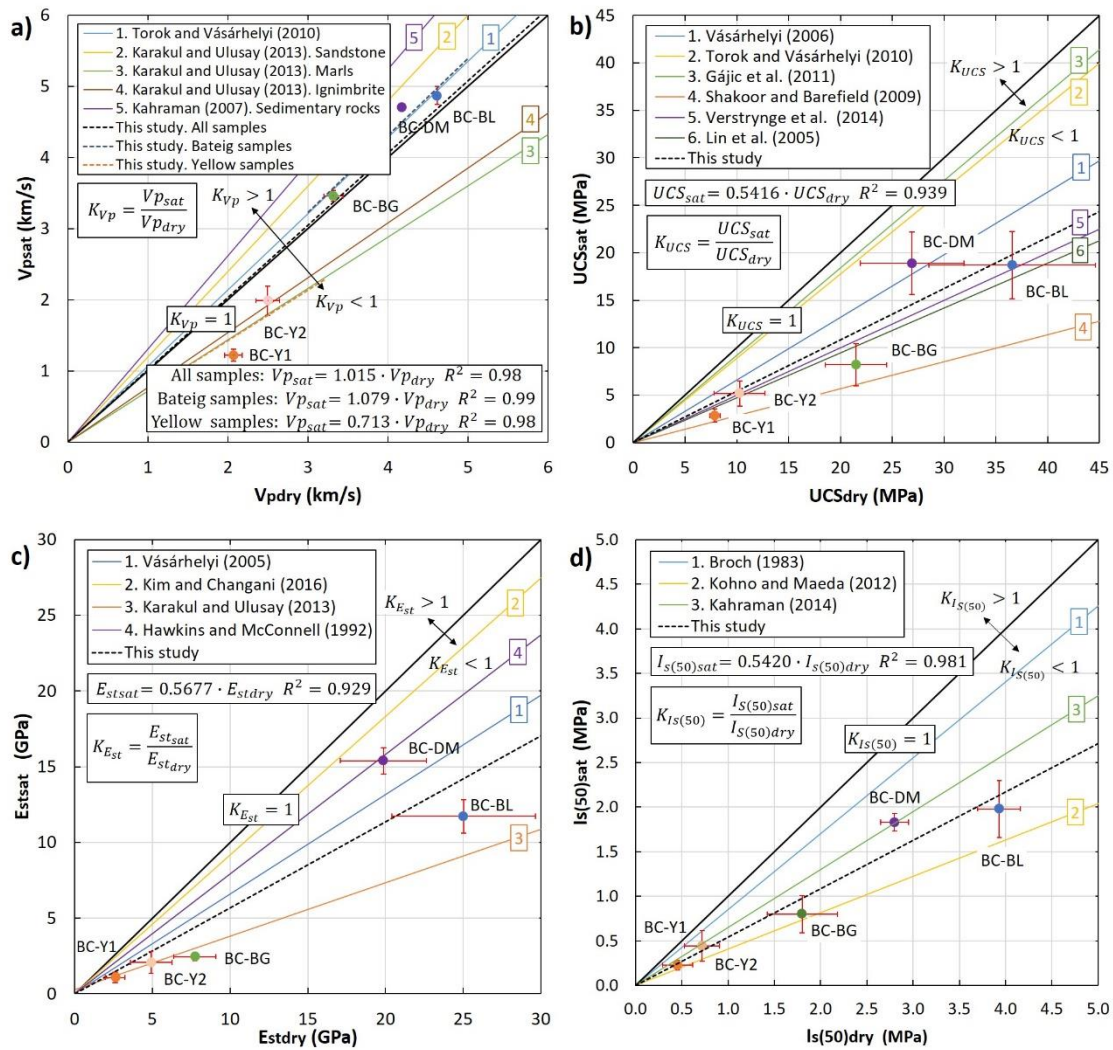 a)
1. Torok and Vásárhelyi (2010)
2. Karakul and Ulusay (2013). Sandstone
3. Karakul and Ulusay (2013). Marls
4. Karakul and Ulusay (2013). Ignimbrite
5. Kahraman (2007). Sedimentary rocks
This study. All samples
This study. Bateig samples
This study. Yellow samples
K_Vp = Vp_sat / Vp_dry
K_Vp > 1
K_Vp < 1
K_Vp = 1
5
2
1
4
3
BC-DM
BC-BL
BC-BG
BC-Y2
BC-Y1
All samples: Vp_sat = 1.015 · Vp_dry R² = 0.98
Bateig samples: Vp_sat = 1.079 · Vp_dry R² = 0.99
Yellow samples: Vp_sat = 0.713 · Vp_dry R² = 0.98
Vpsat (km/s)
6
5
4
3
2
1
0
0 1 2 3 4 5 6
Vpdry (km/s)
b)
1. Vásárhelyi (2006)
2. Torok and Vásárhelyi (2010)
3. Gájic et al. (2011)
4. Shakoor and Barefield (2009)
5. Verstrynge et al. (2014)
6. Lin et al. (2005)
This study
UCS_sat = 0.5416 · UCS_dry R² = 0.939
K_UCS = UCS_sat / UCS_dry
K_UCS > 1
K_UCS < 1
K_UCS = 1
3
2
1
5
6
4
BC-DM
BC-BL
BC-BG
BC-Y2
BC-Y1
UCSsat (MPa)
45
40
35
30
25
20
15
10
5
0
0 5 10 15 20 25 30 35 40 45
UCSdry (MPa)
c)
1. Vásárhelyi (2005)
2. Kim and Changani (2016)
3. Karakul and Ulusay (2013)
4. Hawkins and McConnell (1992)
This study
E_stsat = 0.5677 · E_stdry R² = 0.929
K_Est = E_st_sat / E_st_dry
K_Est > 1
K_Est < 1
K_Est = 1
2
4
1
3
BC-DM
BC-BL
BC-Y1
BC-BG
BC-Y2
Estsat (GPa)
30
25
20
15
10
5
0
0 5 10 15 20 25 30
Estdry (GPa)
d)
1. Broch (1983)
2. Kohno and Maeda (2012)
3. Kahraman (2014)
This study
I_s(50)sat = 0.5420 · I_s(50)dry R² = 0.981
K_Is(50) = I_S(50)sat / I_S(50)dry
K_IS(50) > 1
K_IS(50) < 1
K_Is(50) = 1
1
3
2
BC-DM
BC-BL
BC-BG
BC-Y1
BC-Y2
Is(50)sat (MPa)
5.0
4.5
4.0
3.5
3.0
2.5
2.0
1.5
1.0
0.5
0.0
0.0 1.0 2.0 3.0 4.0 5.0
Is(50)dry (MPa)